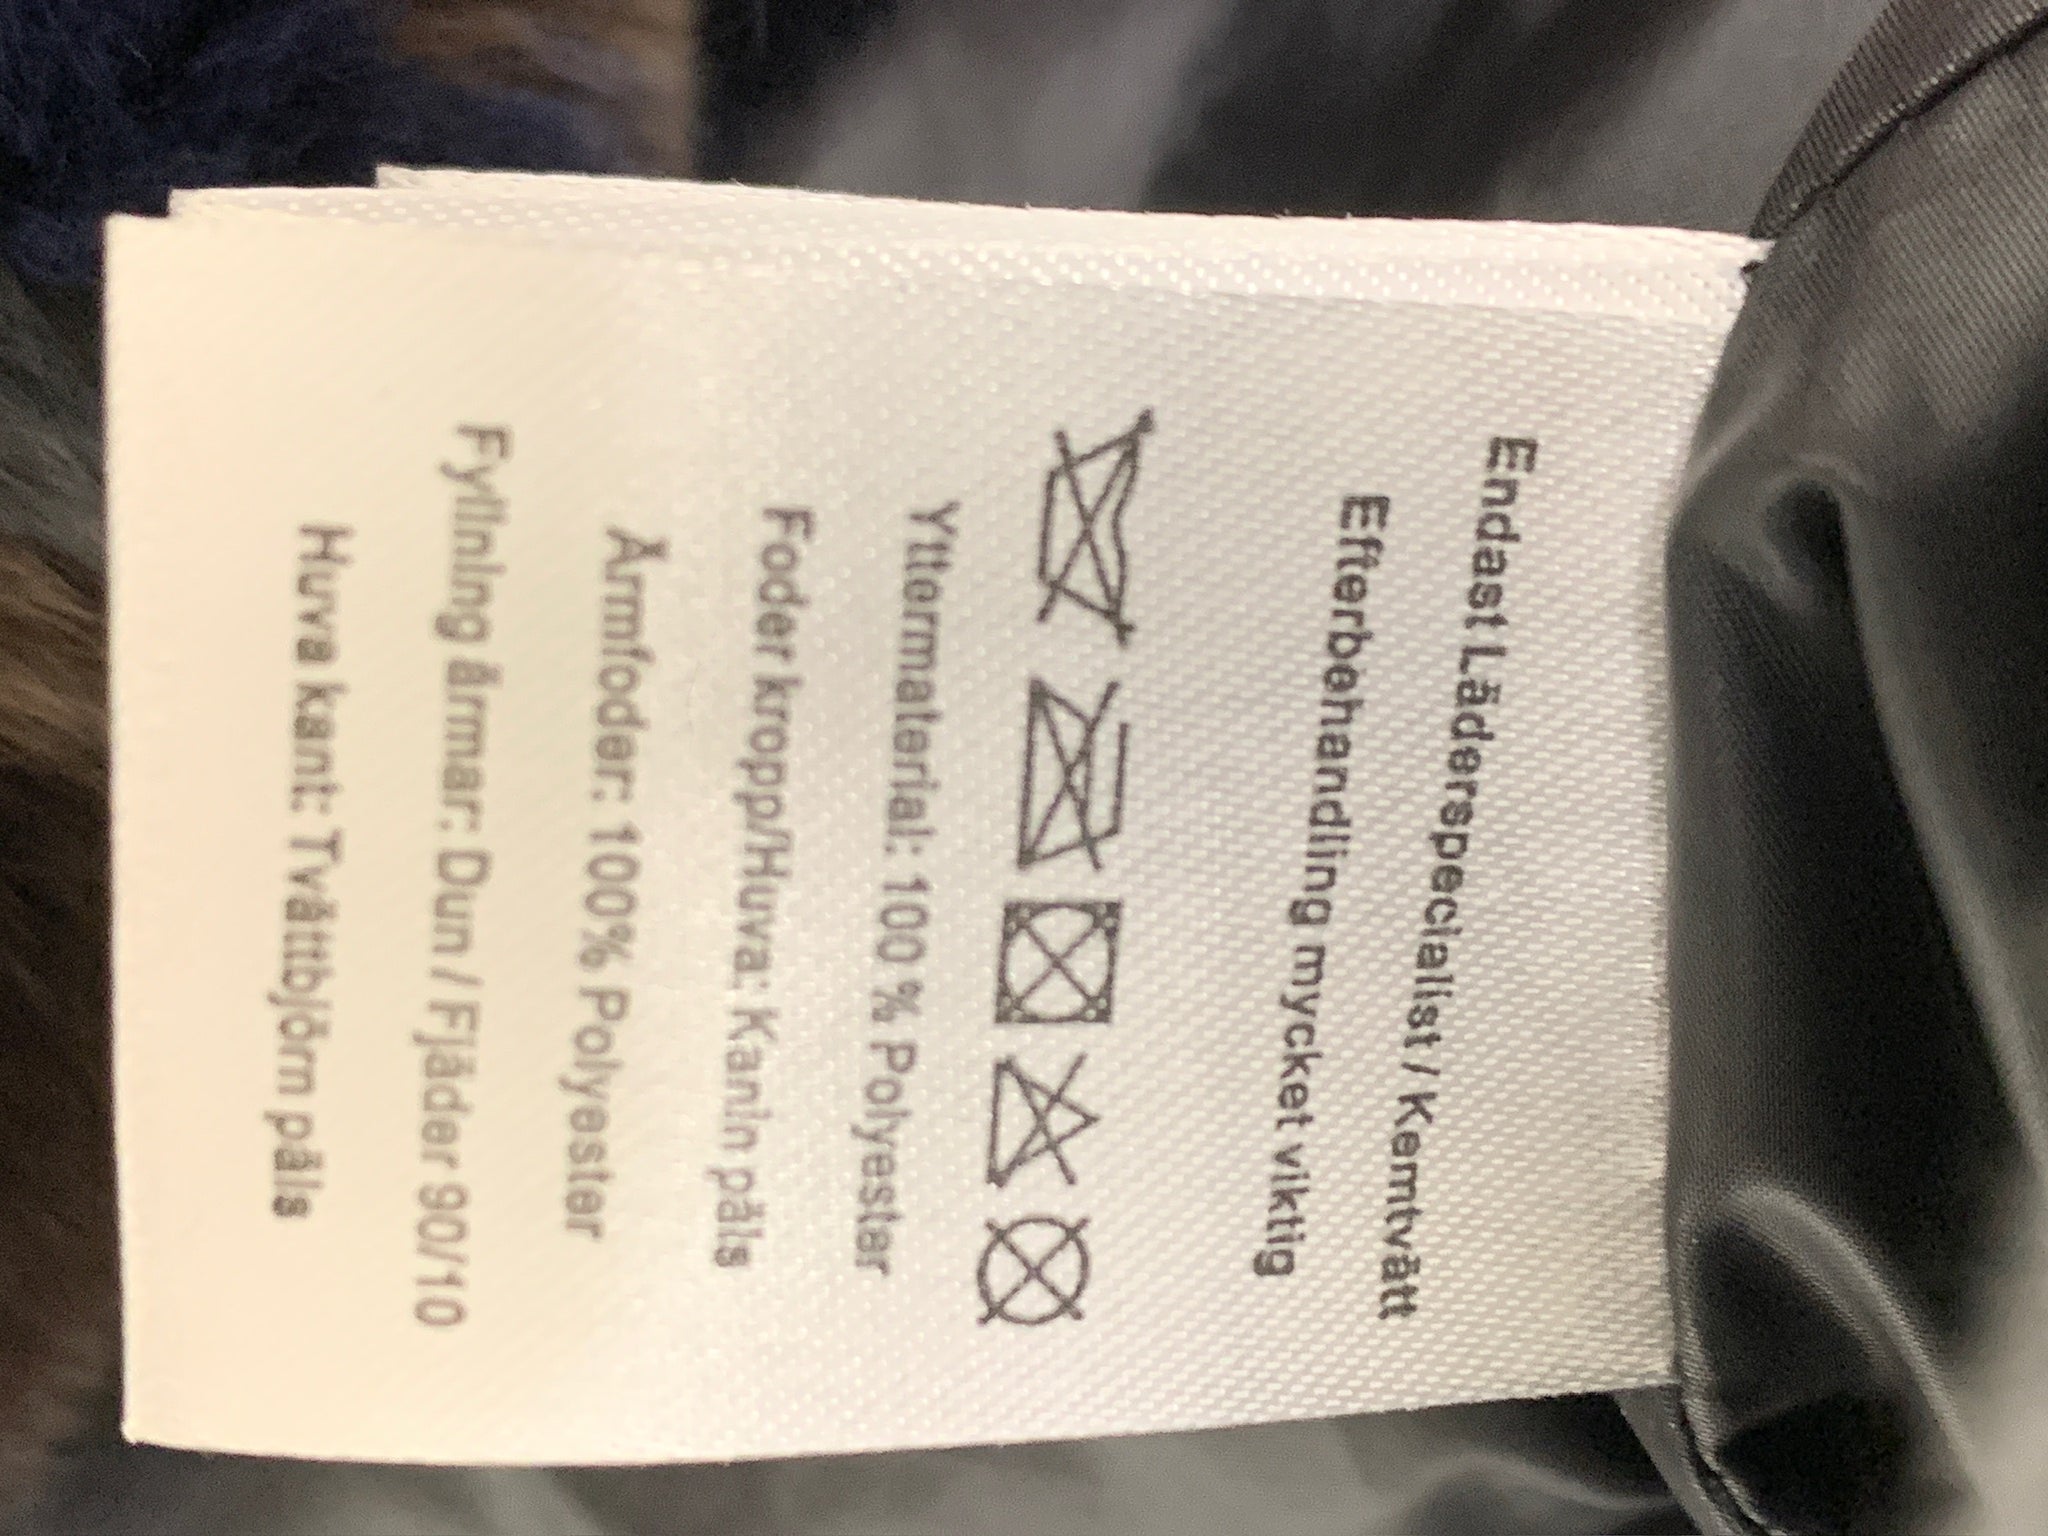 Endast Läderspecialist / Kemtvätt
Efterbehandling mycket viktig
Yttermaterial: 100 % Polyester
Foder kropp/Huva: Kanin päls
Ärmfoder: 100% Polyester
Fyllning ärmar: Dun / Fjäder 90/10
Huva kant: Tvättbjörn päls